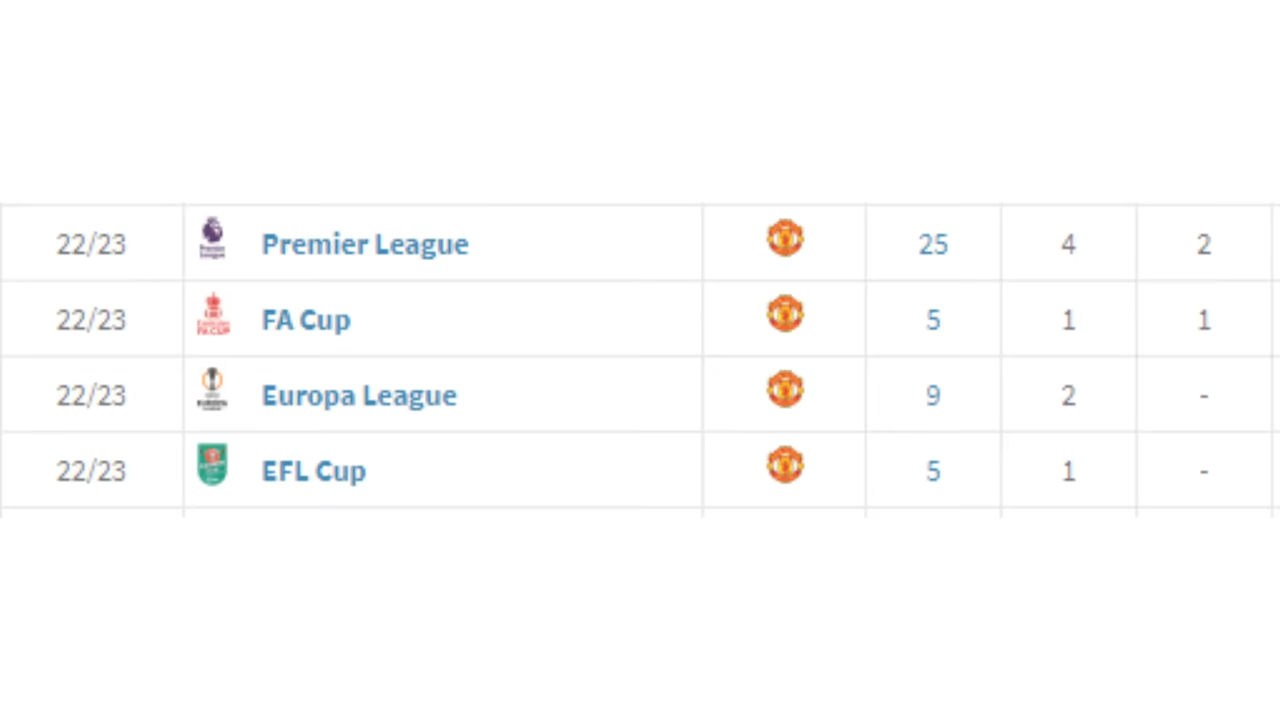 22/23 Premier League 25 4 2
22/23 FA Cup 5 1 1
22/23 Europa League 9 2 -
22/23 EFL Cup 5 1 -